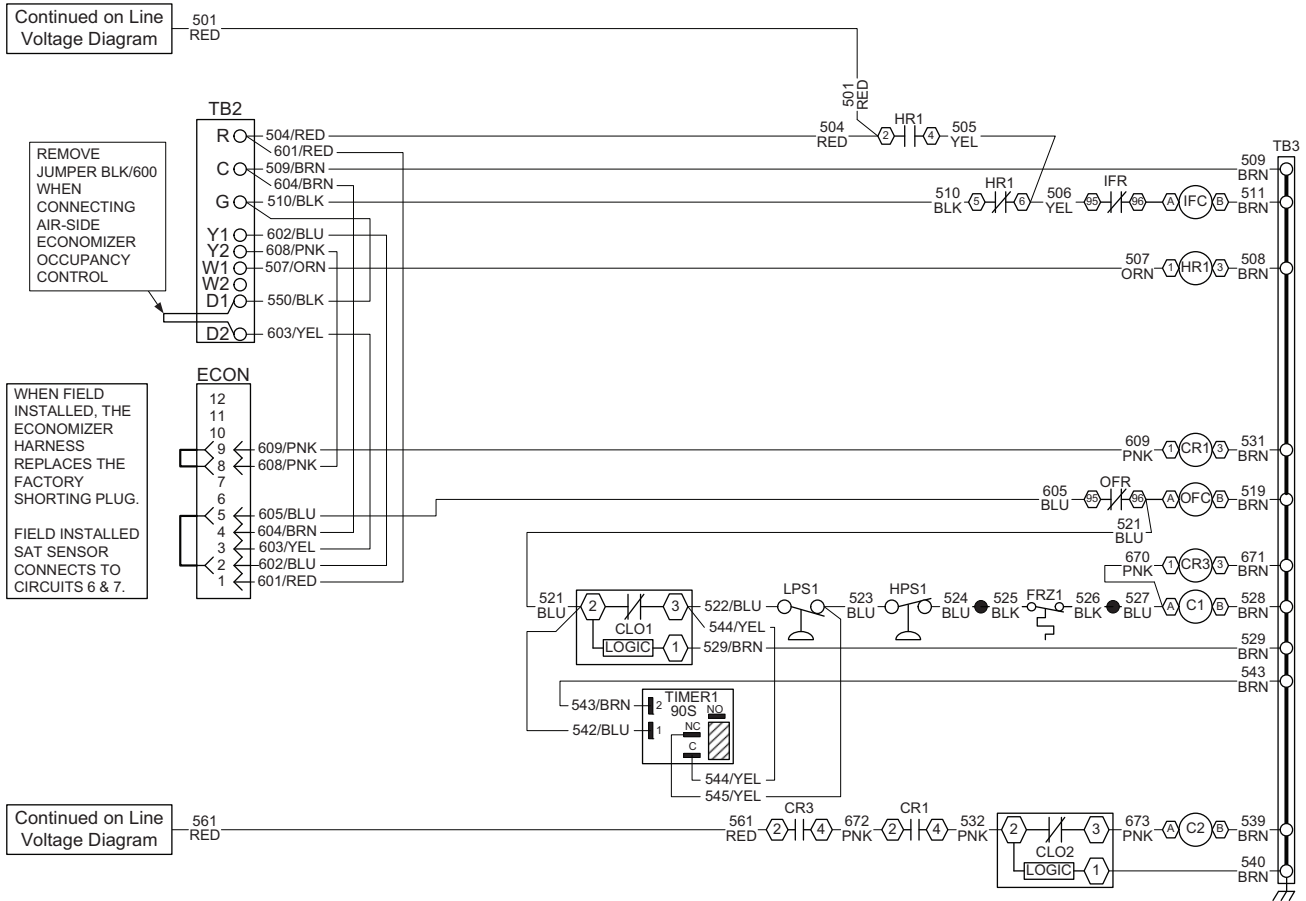 Continued on Line
Voltage Diagram
501
RED
501
RED
TB2
R
504/RED
601/RED
504
RED
2
HR1
4
505
YEL
TB3
C
509/BRN
604/BRN
509
BRN
G
510/BLK
510
BLK
5
HR1
6
506
YEL
95
IFR
96
A
IFC
B
511
BRN
REMOVE
JUMPER BLK/600
WHEN
CONNECTING
AIR-SIDE
ECONOMIZER
OCCUPANCY
CONTROL
Y1
602/BLU
Y2
608/PNK
W1
507/ORN
507
ORN
1
HR1
3
508
BRN
W2
D1
550/BLK
D2
603/YEL
ECON
WHEN FIELD
INSTALLED, THE
ECONOMIZER
HARNESS
REPLACES THE
FACTORY
SHORTING PLUG.
FIELD INSTALLED
SAT SENSOR
CONNECTS TO
CIRCUITS 6 & 7.
12
11
10
9
609/PNK
8
608/PNK
7
6
5
605/BLU
4
604/BRN
3
603/YEL
2
602/BLU
1
601/RED
609
PNK
1
CR1
3
531
BRN
605
BLU
95
OFR
96
A
OFC
B
519
BRN
521
BLU
670
PNK
1
CR3
3
671
BRN
521
BLU
2
CLO1
3
LOGIC
1
522/BLU
544/YEL
529/BRN
LPS1
523
BLU
HPS1
524
BLU
525
BLK
FRZ1
526
BLK
527
BLU
A
C1
B
528
BRN
529
BRN
543
BRN
543/BRN
542/BLU
2
1
TIMER1
90S
NO
NC
C
544/YEL
545/YEL
Continued on Line
Voltage Diagram
561
RED
561
RED
2
CR3
4
672
PNK
2
CR1
4
532
PNK
2
CLO2
3
LOGIC
1
673
PNK
A
C2
B
539
BRN
540
BRN